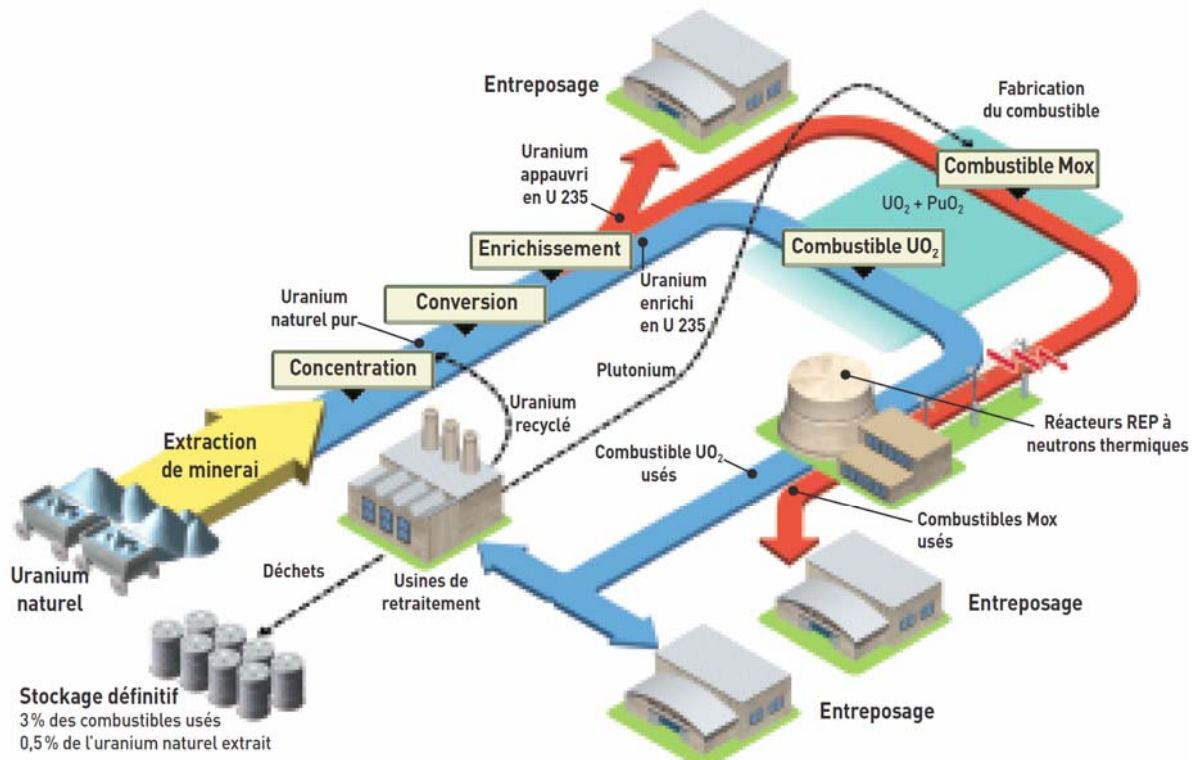 Entreposage
Fabrication
du combustible
Uranium
appauvri
en U 235
Combustible Mox
UO₂ + PuO₂
Enrichissement
Combustible UO₂
Uranium
enrichi
en U 235
Conversion
Uranium
naturel pur
Concentration
Plutonium
Uranium
recyclé
Réacteurs REP à
neutrons thermiques
Extraction
de minerai
Combustible UO₂
usés
Combustibles Mox
usés
Uranium
naturel
Déchets
Usines de
retraitement
Entreposage
Entreposage
Stockage définitif
3% des combustibles usés
0,5% de l'uranium naturel extrait